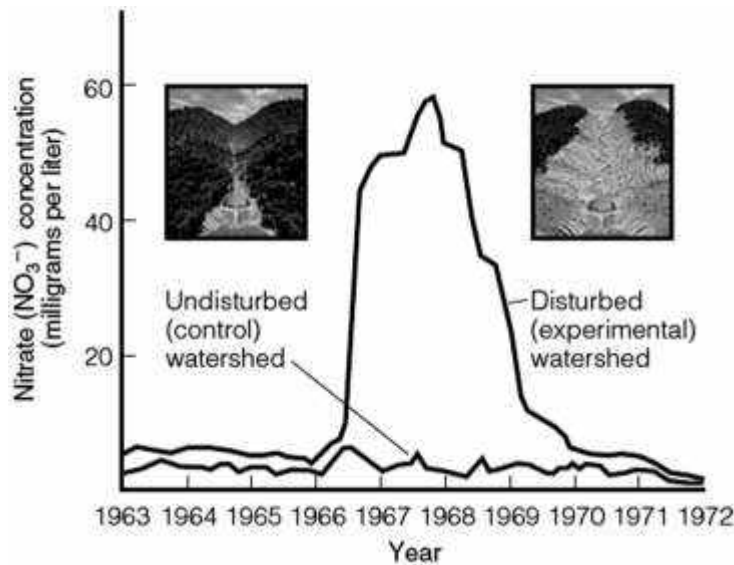 Nitrate (NO₃⁻) concentration
(milligrams per liter)
60
40
20
Undisturbed
(control)
watershed
Disturbed
(experimental)
watershed
1963 1964 1965 1966 1967 1968 1969 1970 1971 1972
Year